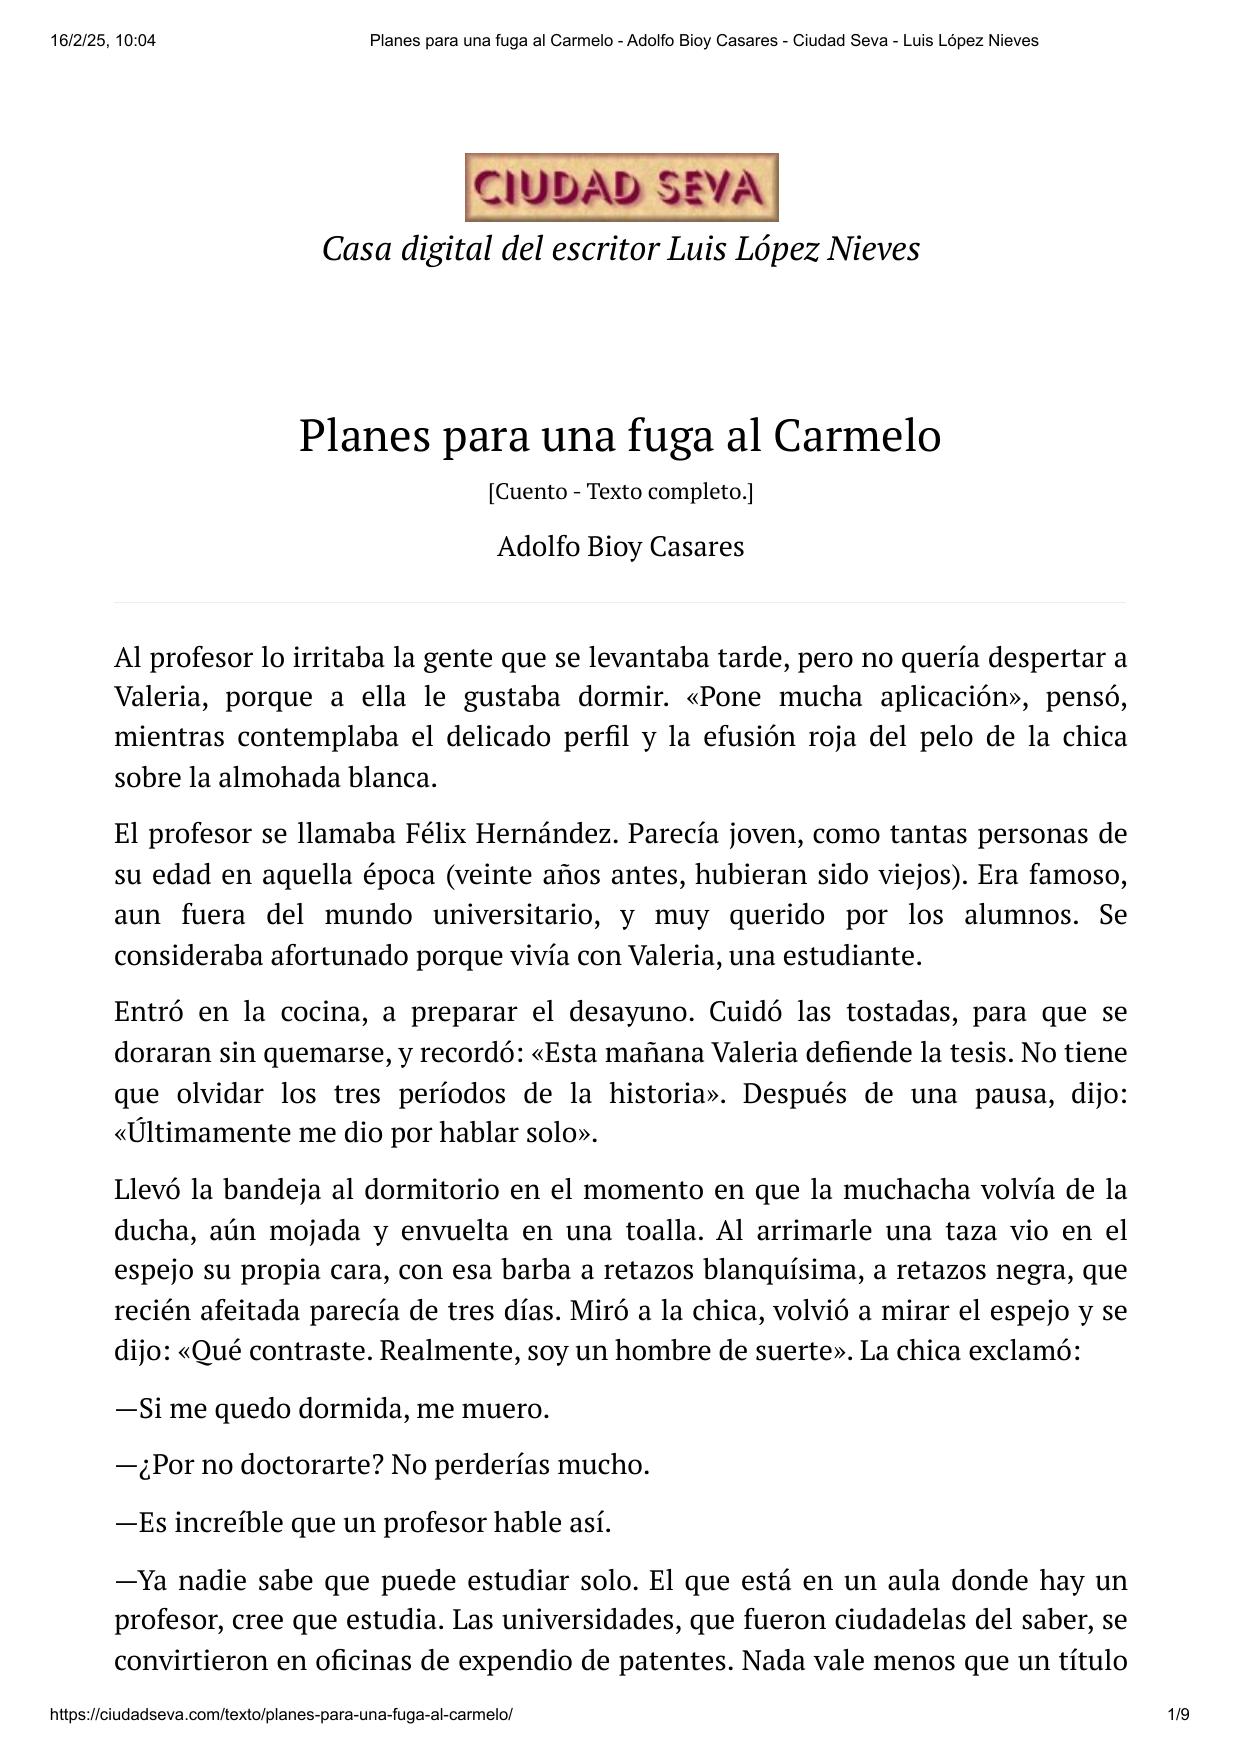 16/2/25, 10:04
Planes para una fuga al Carmelo - Adolfo Bioy Casares - Ciudad Seva - Luis López Nieves
CIUDAD SEVA
Casa digital del escritor Luis López Nieves
Planes para una fuga al Carmelo
[Cuento - Texto completo.]
Adolfo Bioy Casares
Al profesor lo irritaba la gente que se levantaba tarde, pero no quería despertar a
Valeria, porque a ella le gustaba dormir. «Pone mucha aplicación», pensó,
mientras contemplaba el delicado perfil y la efusión roja del pelo de la chica
sobre la almohada blanca.
El profesor se llamaba Félix Hernández. Parecía joven, como tantas personas de
su edad en aquella época (veinte años antes, hubieran sido viejos). Era famoso,
aun fuera del mundo universitario, y muy querido por los alumnos. Se
consideraba afortunado porque vivía con Valeria, una estudiante.
Entró en la cocina, a preparar el desayuno. Cuidó las tostadas, para que se
doraran sin quemarse, y recordó: «Esta mañana Valeria defiende la tesis. No tiene
que olvidar los tres períodos de la historia». Después de una pausa, dijo:
«Últimamente me dio por hablar solo».
Llevó la bandeja al dormitorio en el momento en que la muchacha volvía de la
ducha, aún mojada y envuelta en una toalla. Al arrimarle una taza vio en el
espejo su propia cara, con esa barba a retazos blanquísima, a retazos negra, que
recién afeitada parecía de tres días. Miró a la chica, volvió a mirar el espejo y se
dijo: «Qué contraste. Realmente, soy un hombre de suerte». La chica exclamó:
—Si me quedo dormida, me muero.
—¿Por no doctorarte? No perderías mucho.
—Es increíble que un profesor hable así.
—Ya nadie sabe que puede estudiar solo. El que está en un aula donde hay un
profesor, cree que estudia. Las universidades, que fueron ciudadelas del saber, se
convirtieron en oficinas de expendio de patentes. Nada vale menos que un título
https://ciudadseva.com/texto/planes-para-una-fuga-al-carmelo/
1/9